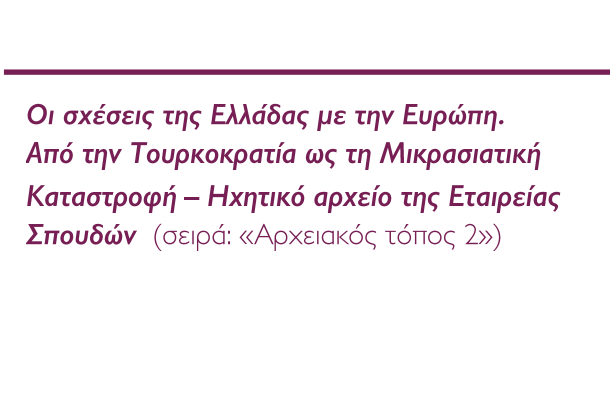 Οι σχέσεις της Ελλάδας με την Ευρώπη.
Από την Τουρκοκρατία ως τη Μικρασιατική
Καταστροφή – Ηχητικό αρχείο της Εταιρείας
Σπουδών (σειρά: «Αρχειακός τόπος 2»)